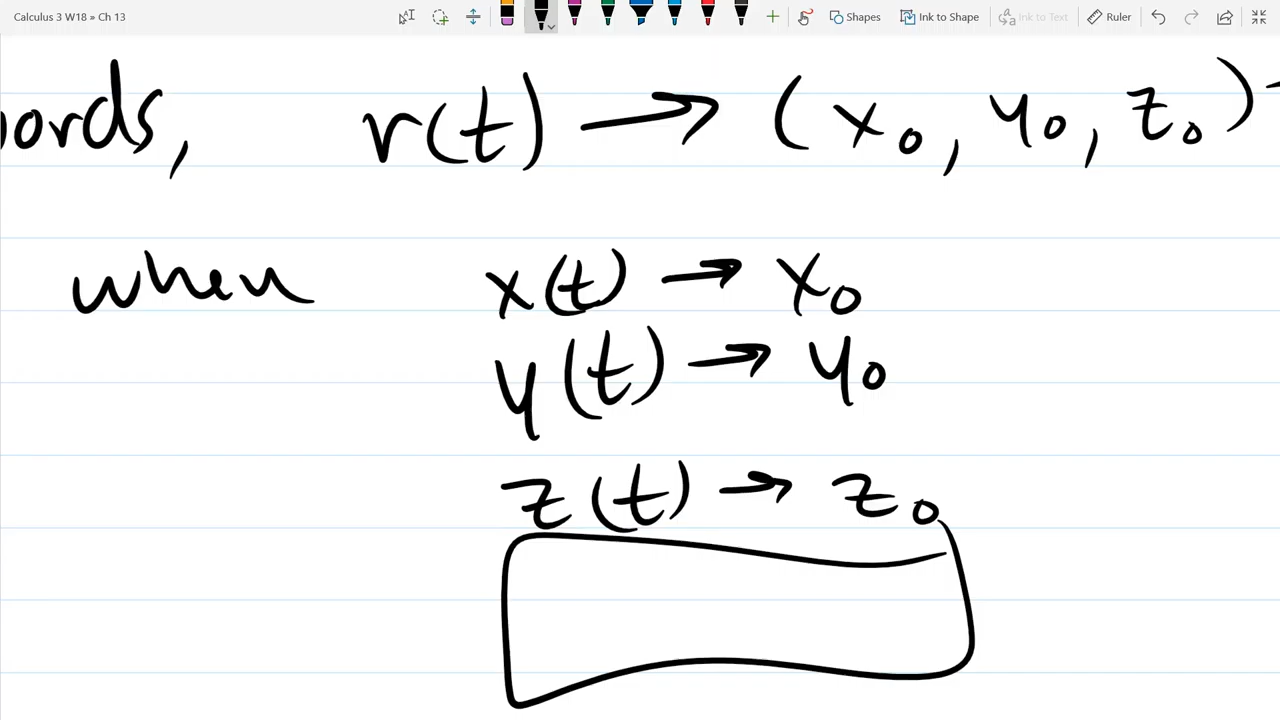 Calculus 3 W18 » Ch 13
Shapes Ink to Shape Ink to Text Ruler
r(t) → (x₀, y₀, z₀)
when x(t) → x₀
y(t) → y₀
z(t) → z₀